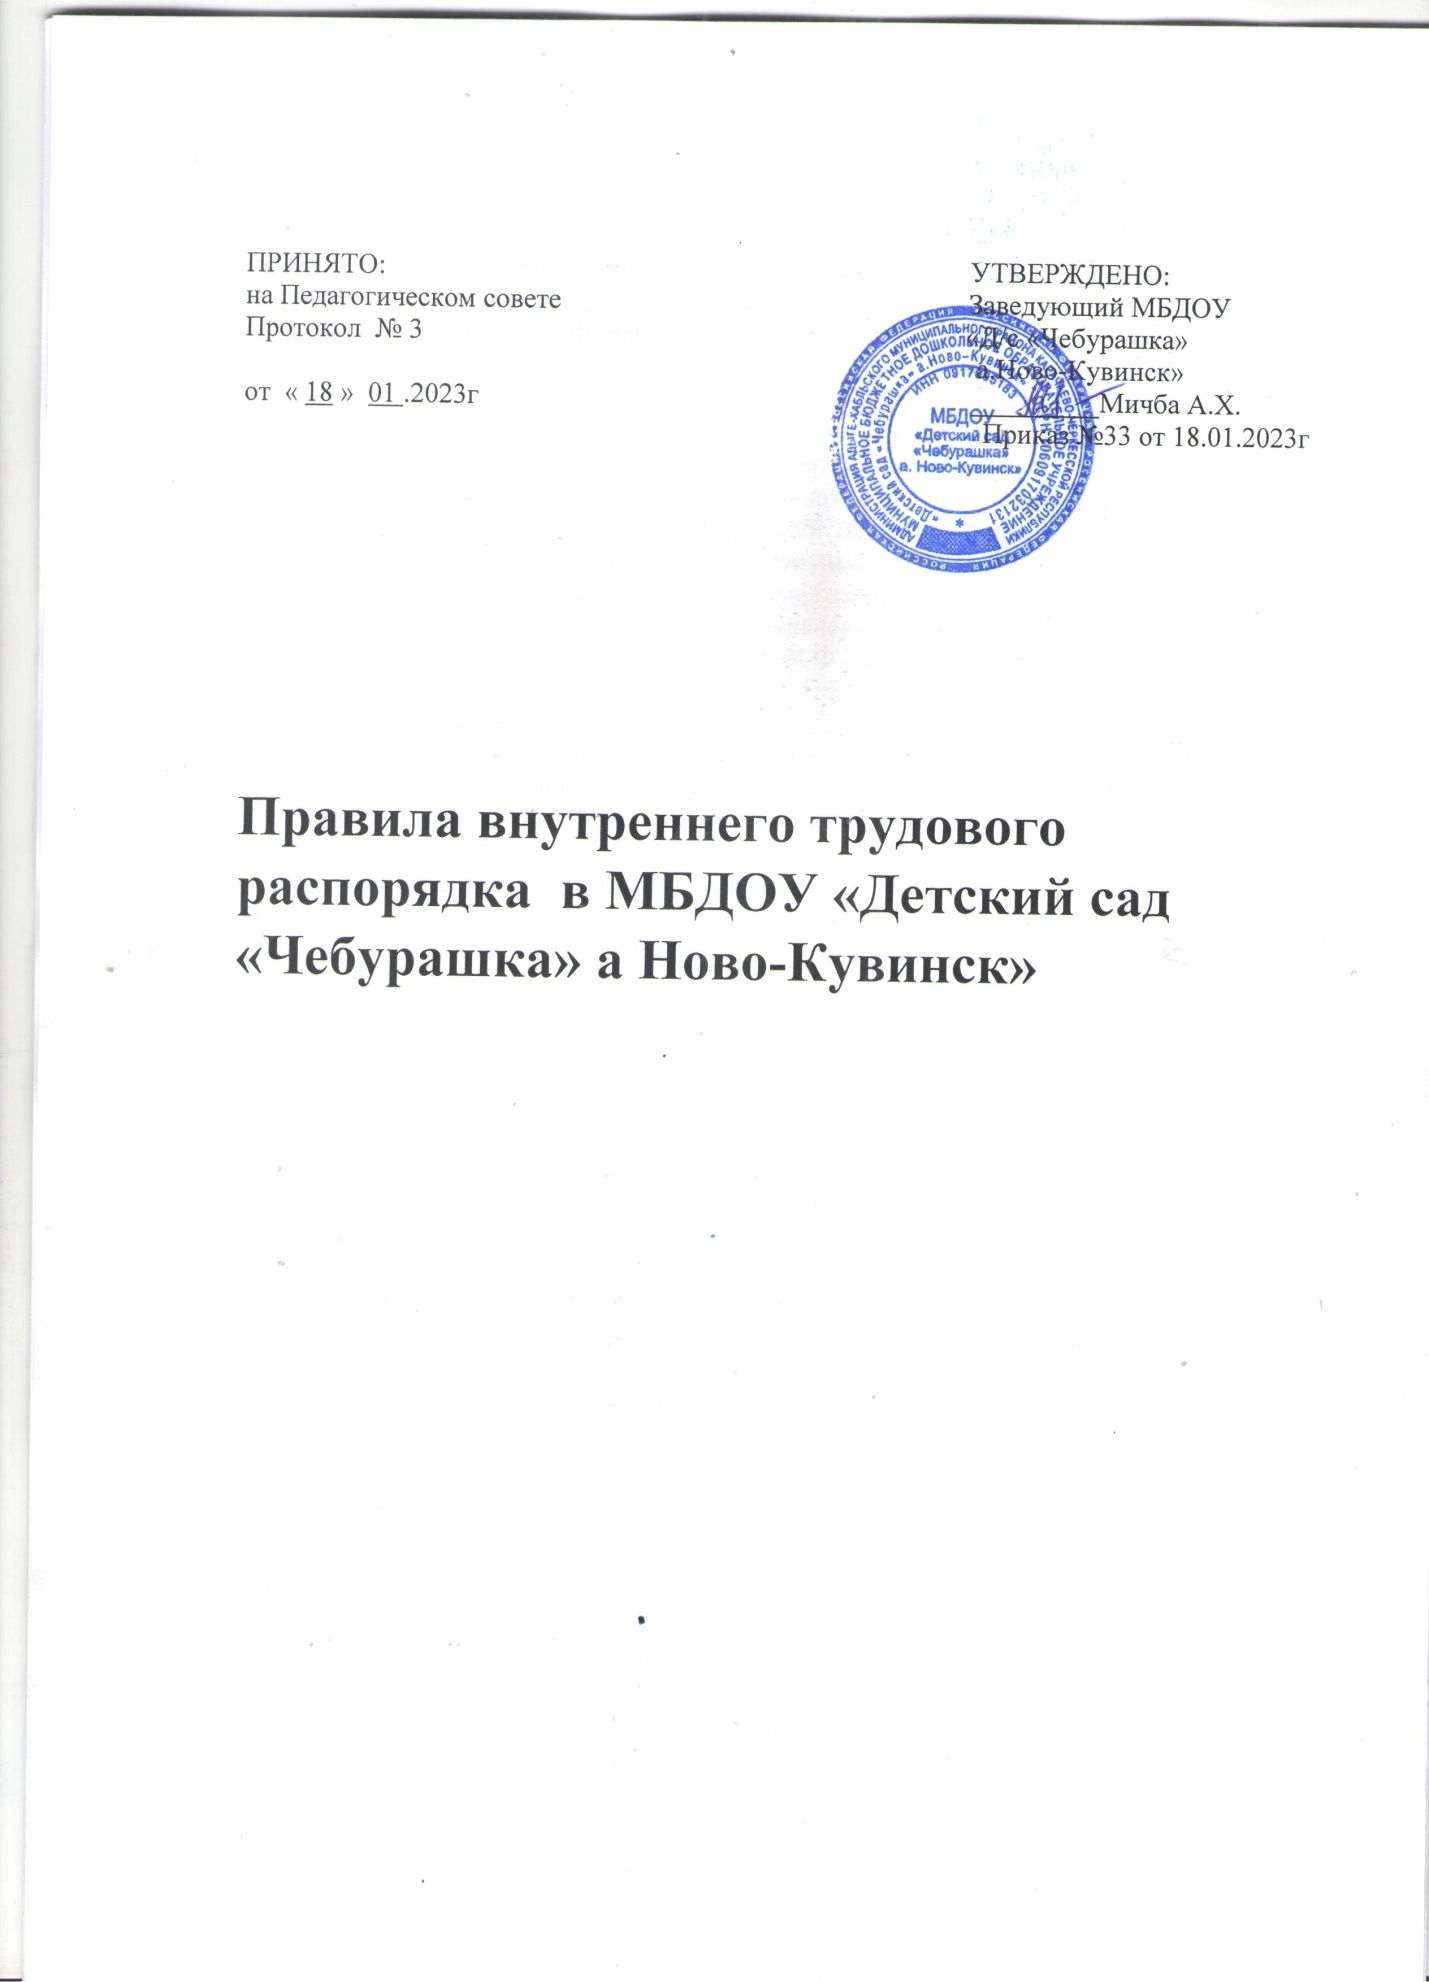 ПРИНЯТО:
на Педагогическом совете
Протокол  № 3
от  « 18 »  01 .2023г
УТВЕРЖДЕНО:
Заведующий МБДОУ
«Д/с «Чебурашка»
а.Ново-Кувинск»
Мичба А.Х.
Приказ №33 от 18.01.2023г
МБДОУ
«Детский сад
«Чебурашка»
а. Ново-Кувинск»
Правила внутреннего трудового
распорядка  в МБДОУ «Детский сад
«Чебурашка» а Ново-Кувинск»